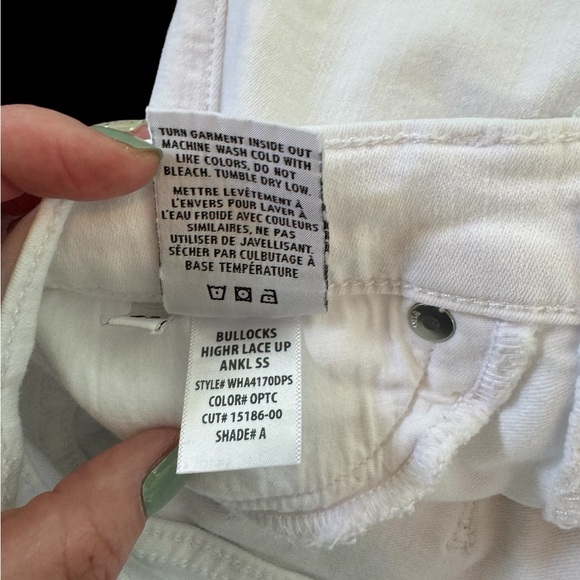 TURN GARMENT INSIDE OUT
MACHINE WASH COLD WITH
LIKE COLORS, DO NOT
BLEACH. TUMBLE DRY LOW.
METTRE LEVÊTEMENT À
L'ENVERS POUR LAVER À
L'EAU FROIDE AVEC COULEURS
SIMILAIRES, NE PAS
UTILISER DE JAVELLISANT.
SÉCHER PAR CULBUTAGE À
BASE TEMPÉRATURE
BULLOCKS
HIGHR LACE UP
ANKL SS
STYLE# WHA4170DPS
COLOR# OPTC
CUT# 15186-00
SHADE# A